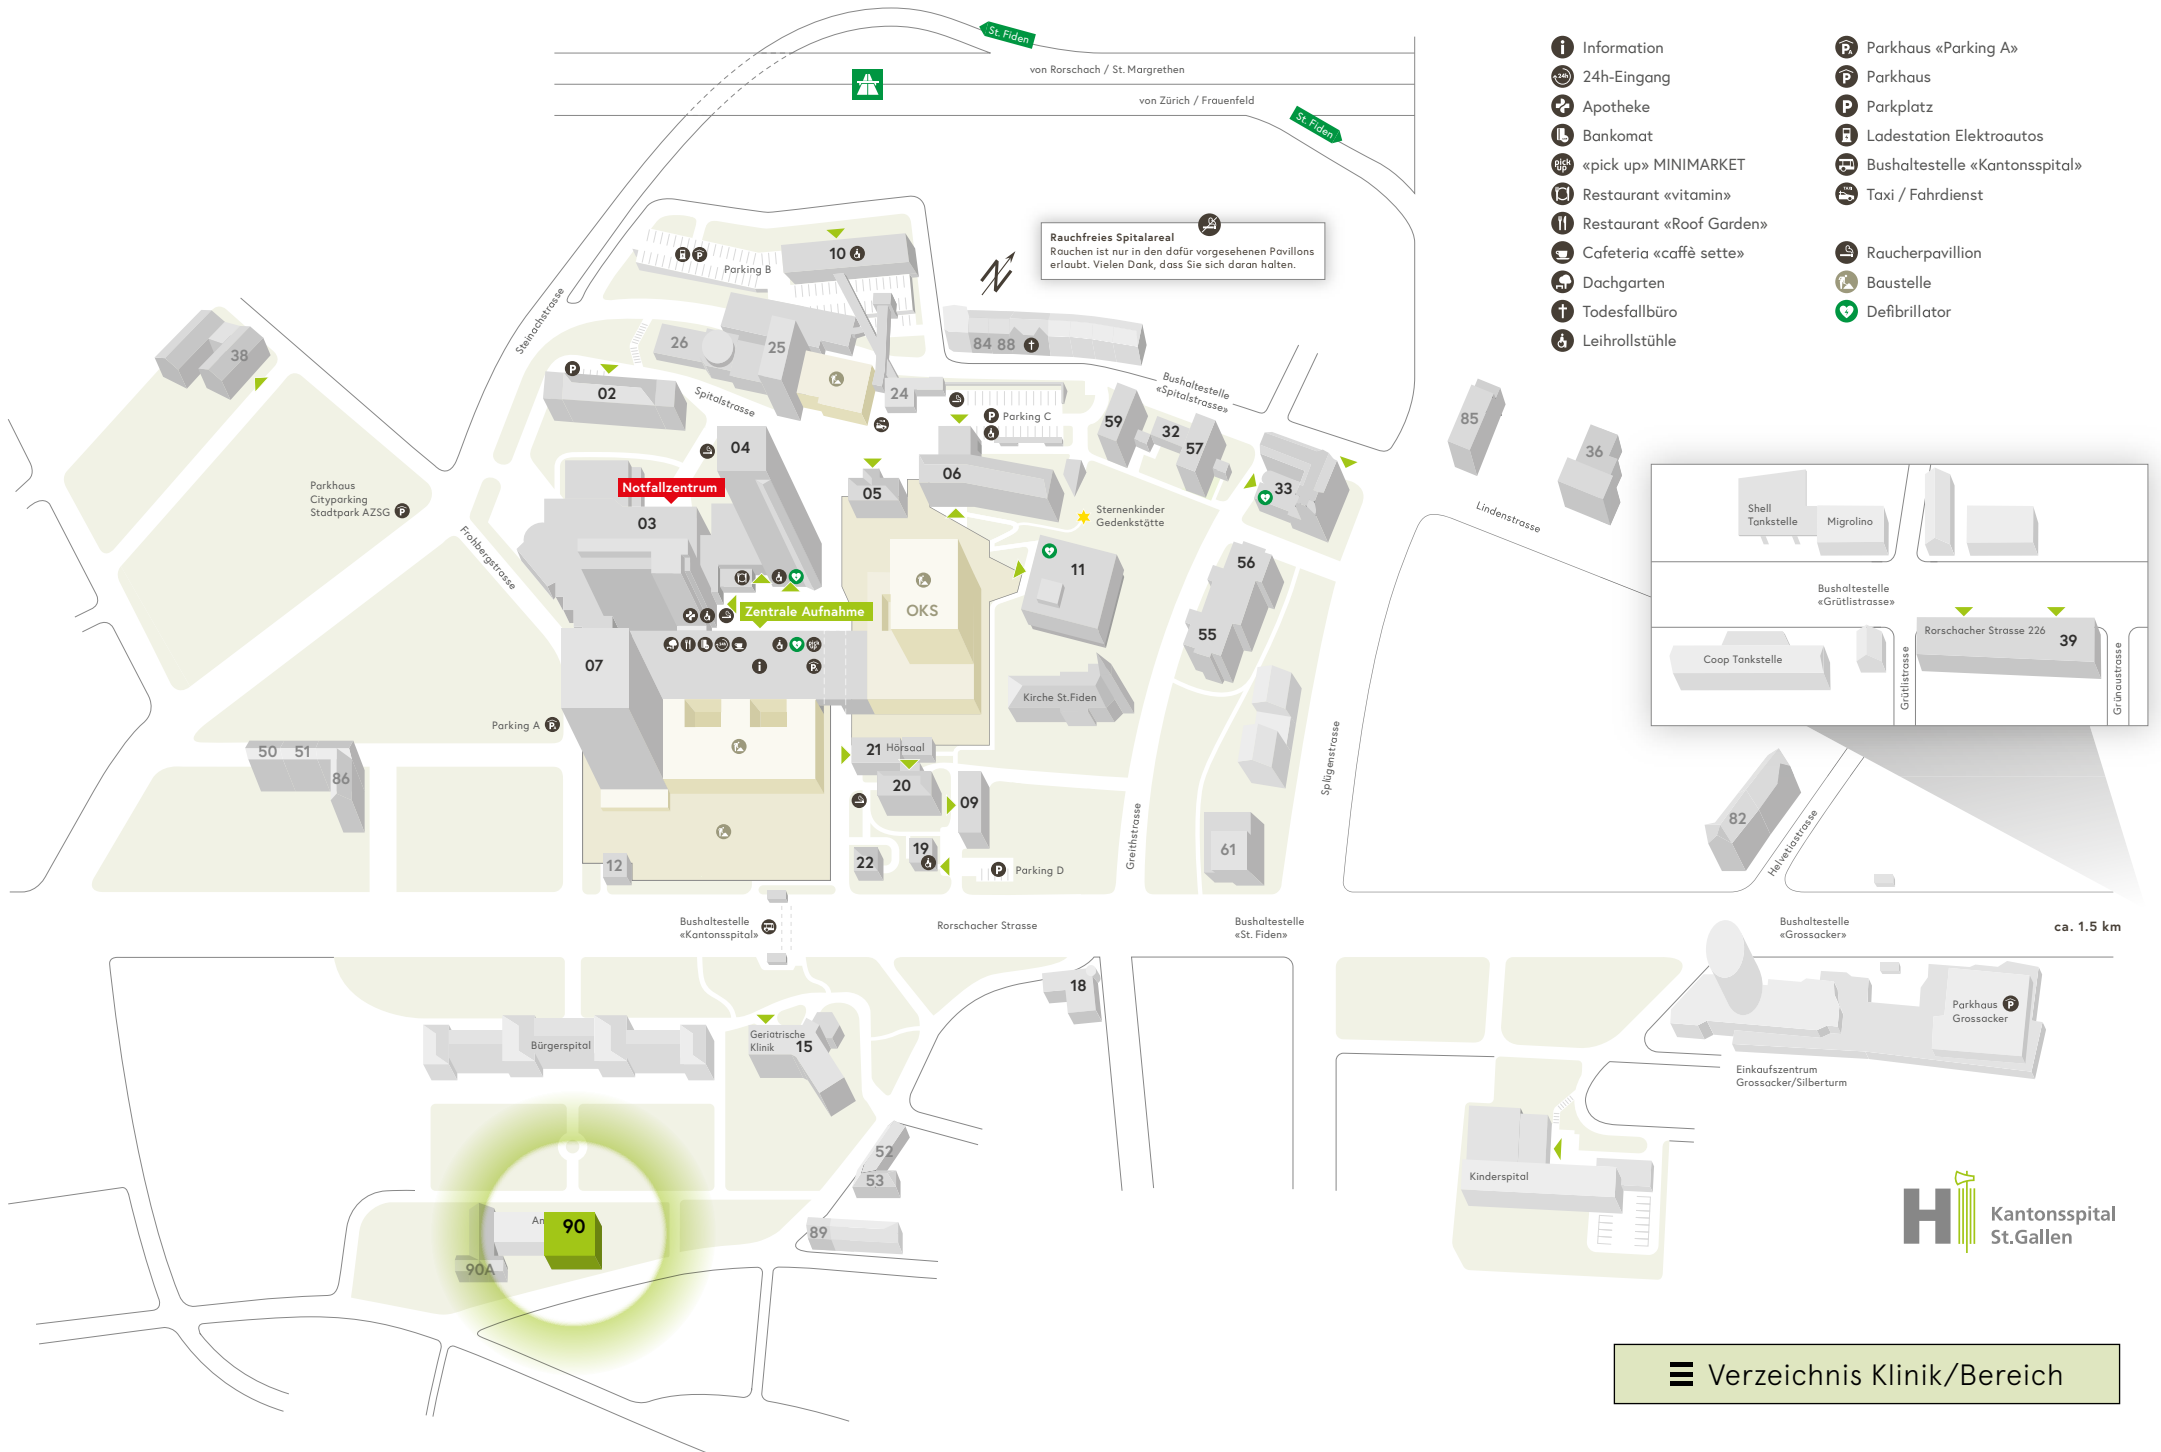 St. Fiden
von Rorschach / St. Margrethen
von Zürich / Frauenfeld
St. Fiden
Information
24h-Eingang
Apotheke
Bankomat
«pick up» MINIMARKET
Restaurant «vitamin»
Restaurant «Roof Garden»
Cafeteria «caffè sette»
Dachgarten
Todesfallbüro
Leihrollstühle
Parkhaus «Parking A»
Parkhaus
Parkplatz
Ladestation Elektroautos
Bushaltestelle «Kantonsspital»
Taxi / Fahrdienst
Raucherpavillion
Baustelle
Defibrillator
Rauchfreies Spitalareal
Rauchen ist nur in den dafür vorgesehenen Pavillons
erlaubt. Vielen Dank, dass Sie sich daran halten.
N
10
Parking B
Steinachstrasse
38
26
25
84 88
02
Spitalstrasse
24
Parking C
Bushaltestelle
«Spitalstrasse»
59
32
57
85
36
04
Notfallzentrum
03
05
06
33
Sternenkinder
Gedenkstätte
Parkhaus
Cityparking
Stadtpark AZSG
Frohbergstrasse
Lindenstrasse
Shell
Tankstelle
Migrolino
11
56
55
OKS
Zentrale Aufnahme
Bushaltestelle
«Grütlistrasse»
Rorschacher Strasse 226
39
Coop Tankstelle
Grütlistrasse
Grünaustrasse
07
Kirche St.Fiden
Parking A
50 51
86
21 Hörsaal
20
09
Splügenstrasse
Greithstrasse
82
Helvetiastrasse
61
12
22
19
Parking D
Bushaltestelle
«Kantonsspital»
Rorschacher Strasse
Bushaltestelle
«St. Fiden»
Bushaltestelle
«Grossacker»
ca. 1.5 km
18
Parkhaus
Grossacker
Bürgerspital
Geriatrische
Klinik
15
Einkaufszentrum
Grossacker/Silberturm
52
53
Kinderspital
89
An
90
90A
Kantonsspital
St.Gallen
Verzeichnis Klinik/Bereich